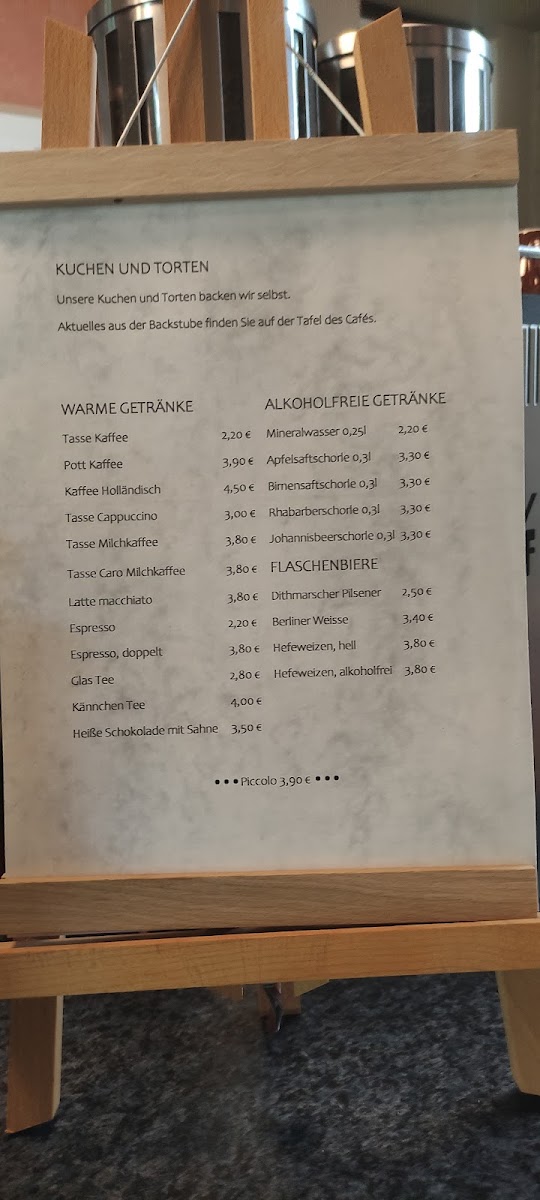 KUCHEN UND TORTEN
Unsere Kuchen und Torten backen wir selbst.
Aktuelles aus der Backstube finden Sie auf der Tafel des Cafés.
WARME GETRÄNKE
Tasse Kaffee 2,20 €
Pott Kaffee 3,90 €
Kaffee Holländisch 4,50 €
Tasse Cappuccino 3,00 €
Tasse Milchkaffee 3,80 €
Tasse Caro Milchkaffee 3,80 €
Latte macchiato 3,80 €
Espresso 2,20 €
Espresso, doppelt 3,80 €
Glas Tee 2,80 €
Kännchen Tee 4,00 €
Heiße Schokolade mit Sahne 3,50 €
ALKOHOLFREIE GETRÄNKE
Mineralwasser 0,25l 2,20 €
Apfelsaftschorle 0,3l 3,30 €
Birnensaftschorle 0,3l 3,30 €
Rhabarberschorle 0,3l 3,30 €
Johannisbeerschorle 0,3l 3,30 €
FLASCHENBIERE
Dithmarscher Pilsener 2,50 €
Berliner Weisse 3,40 €
Hefeweizen, hell 3,80 €
Hefeweizen, alkoholfrei 3,80 €
• • • Piccolo 3,90 € • • •